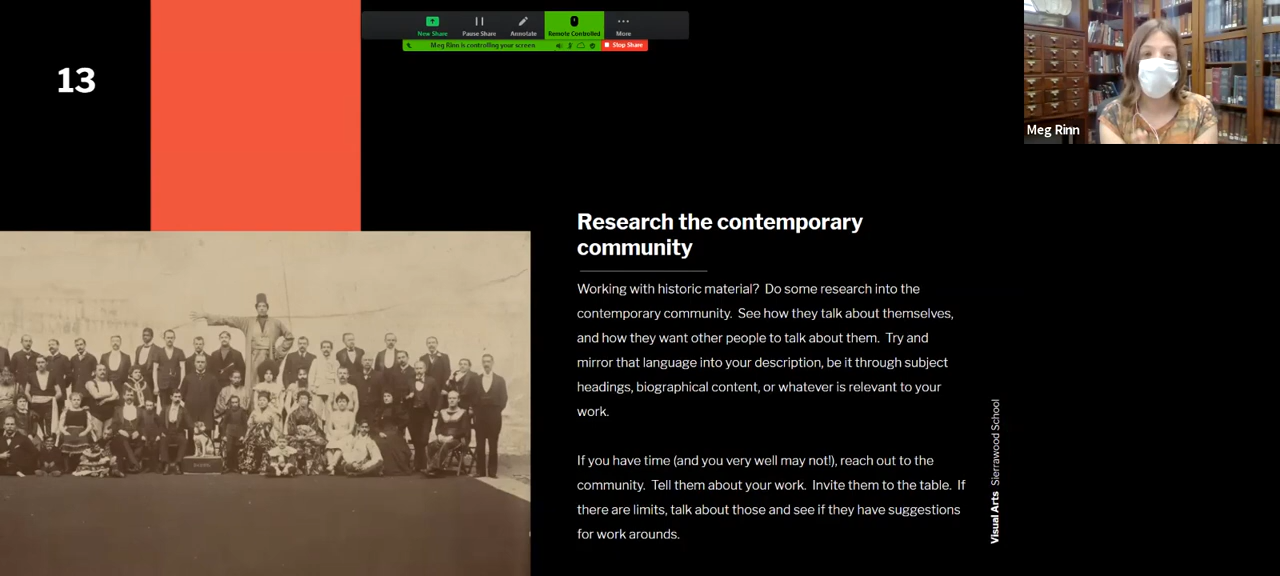 New Share
Pause Share
Annotate
Remote Controlled
More
Meg Rinn is controlling your screen
Stop Share
Meg Rinn
13
Research the contemporary
community
Working with historic material?  Do some research into the
contemporary community.  See how they talk about themselves,
and how they want other people to talk about them.  Try and
mirror that language into your description, be it through subject
headings, biographical content, or whatever is relevant to your
work.
If you have time (and you very well may not!), reach out to the
community.  Tell them about your work.  Invite them to the table.  If
there are limits, talk about those and see if they have suggestions
for work arounds.
Visual Arts  Sierrawood School